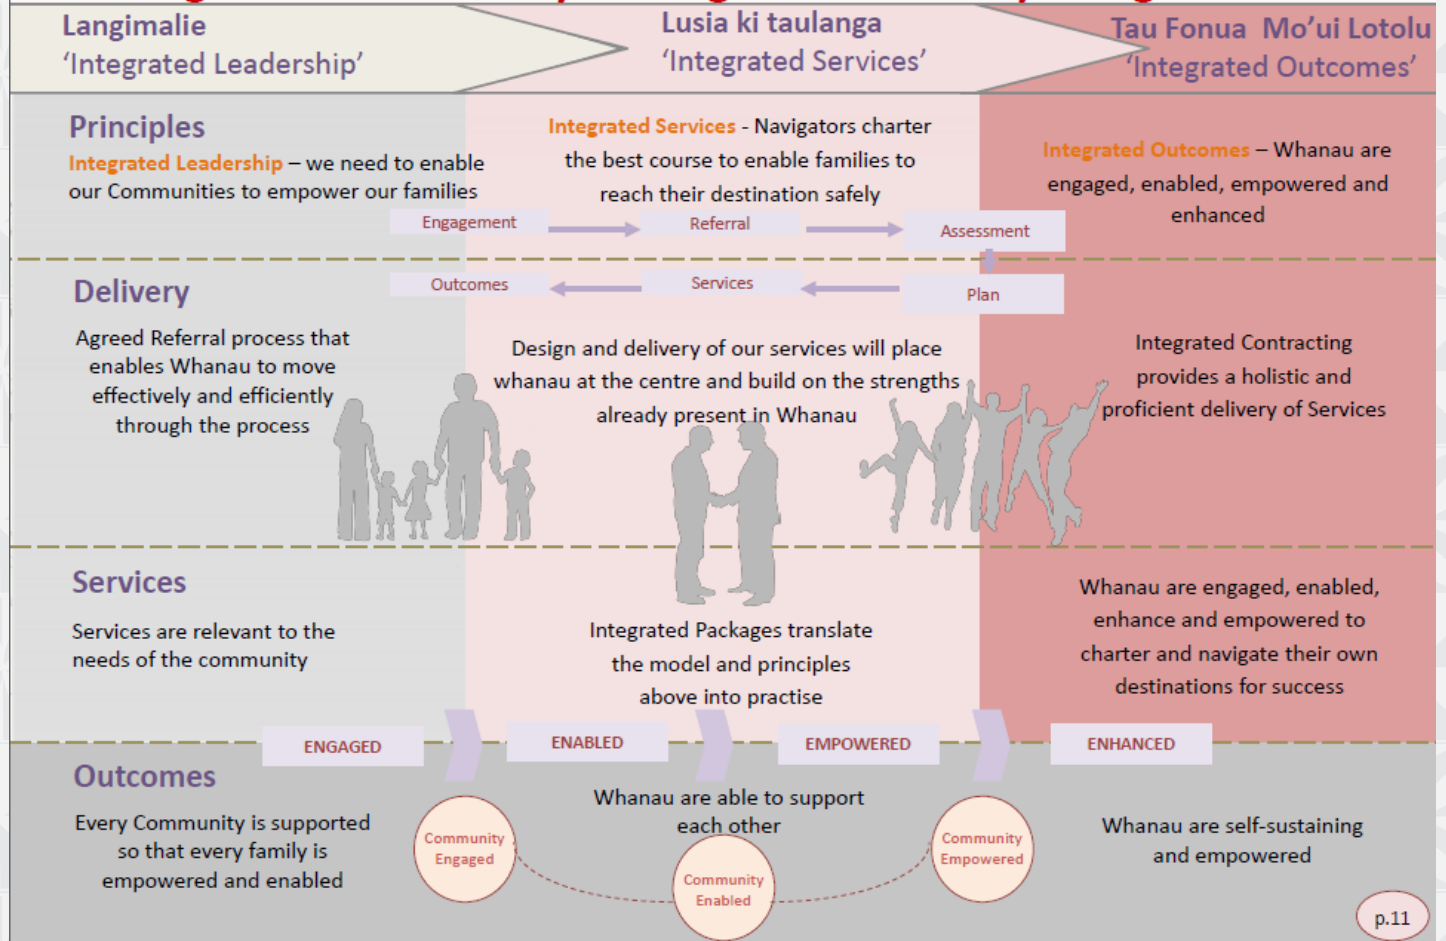 Langimalie
‘Integrated Leadership’
Lusia ki taulanga
‘Integrated Services’
Tau Fonua Mo’ui Lotolu
‘Integrated Outcomes’
Principles
Integrated Leadership – we need to enable
our Communities to empower our families
Integrated Services - Navigators charter
the best course to enable families to
reach their destination safely
Integrated Outcomes – Whanau are
engaged, enabled, empowered and
enhanced
Engagement
Referral
Assessment
Outcomes
Services
Plan
Delivery
Agreed Referral process that
enables Whanau to move
effectively and efficiently
through the process
Design and delivery of our services will place
whanau at the centre and build on the strengths
already present in Whanau
Integrated Contracting
provides a holistic and
proficient delivery of Services
Services
Services are relevant to the
needs of the community
Integrated Packages translate
the model and principles
above into practise
Whanau are engaged, enabled,
enhance and empowered to
charter and navigate their own
destinations for success
ENGAGED
ENABLED
EMPOWERED
ENHANCED
Outcomes
Every Community is supported
so that every family is
empowered and enabled
Whanau are able to support
each other
Whanau are self-sustaining
and empowered
Community
Engaged
Community
Enabled
Community
Empowered
p.11